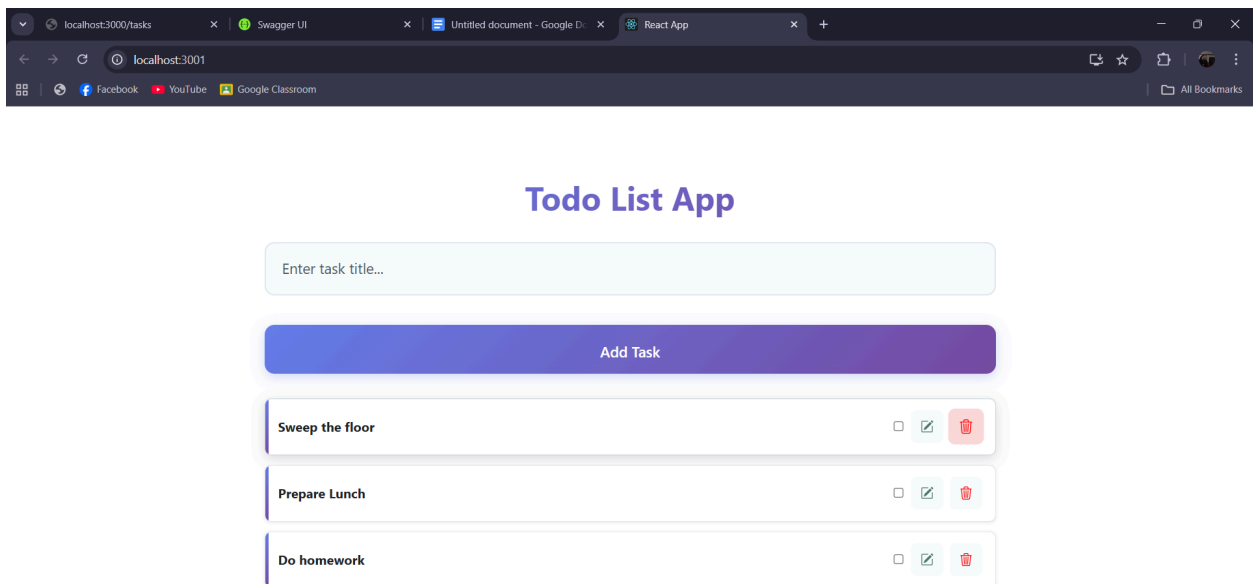 localhost:3000/tasks
Swagger UI
Untitled document - Google Dc
React App
localhost:3001
Facebook
YouTube
Google Classroom
All Bookmarks
Todo List App
Enter task title...
Add Task
Sweep the floor
Prepare Lunch
Do homework